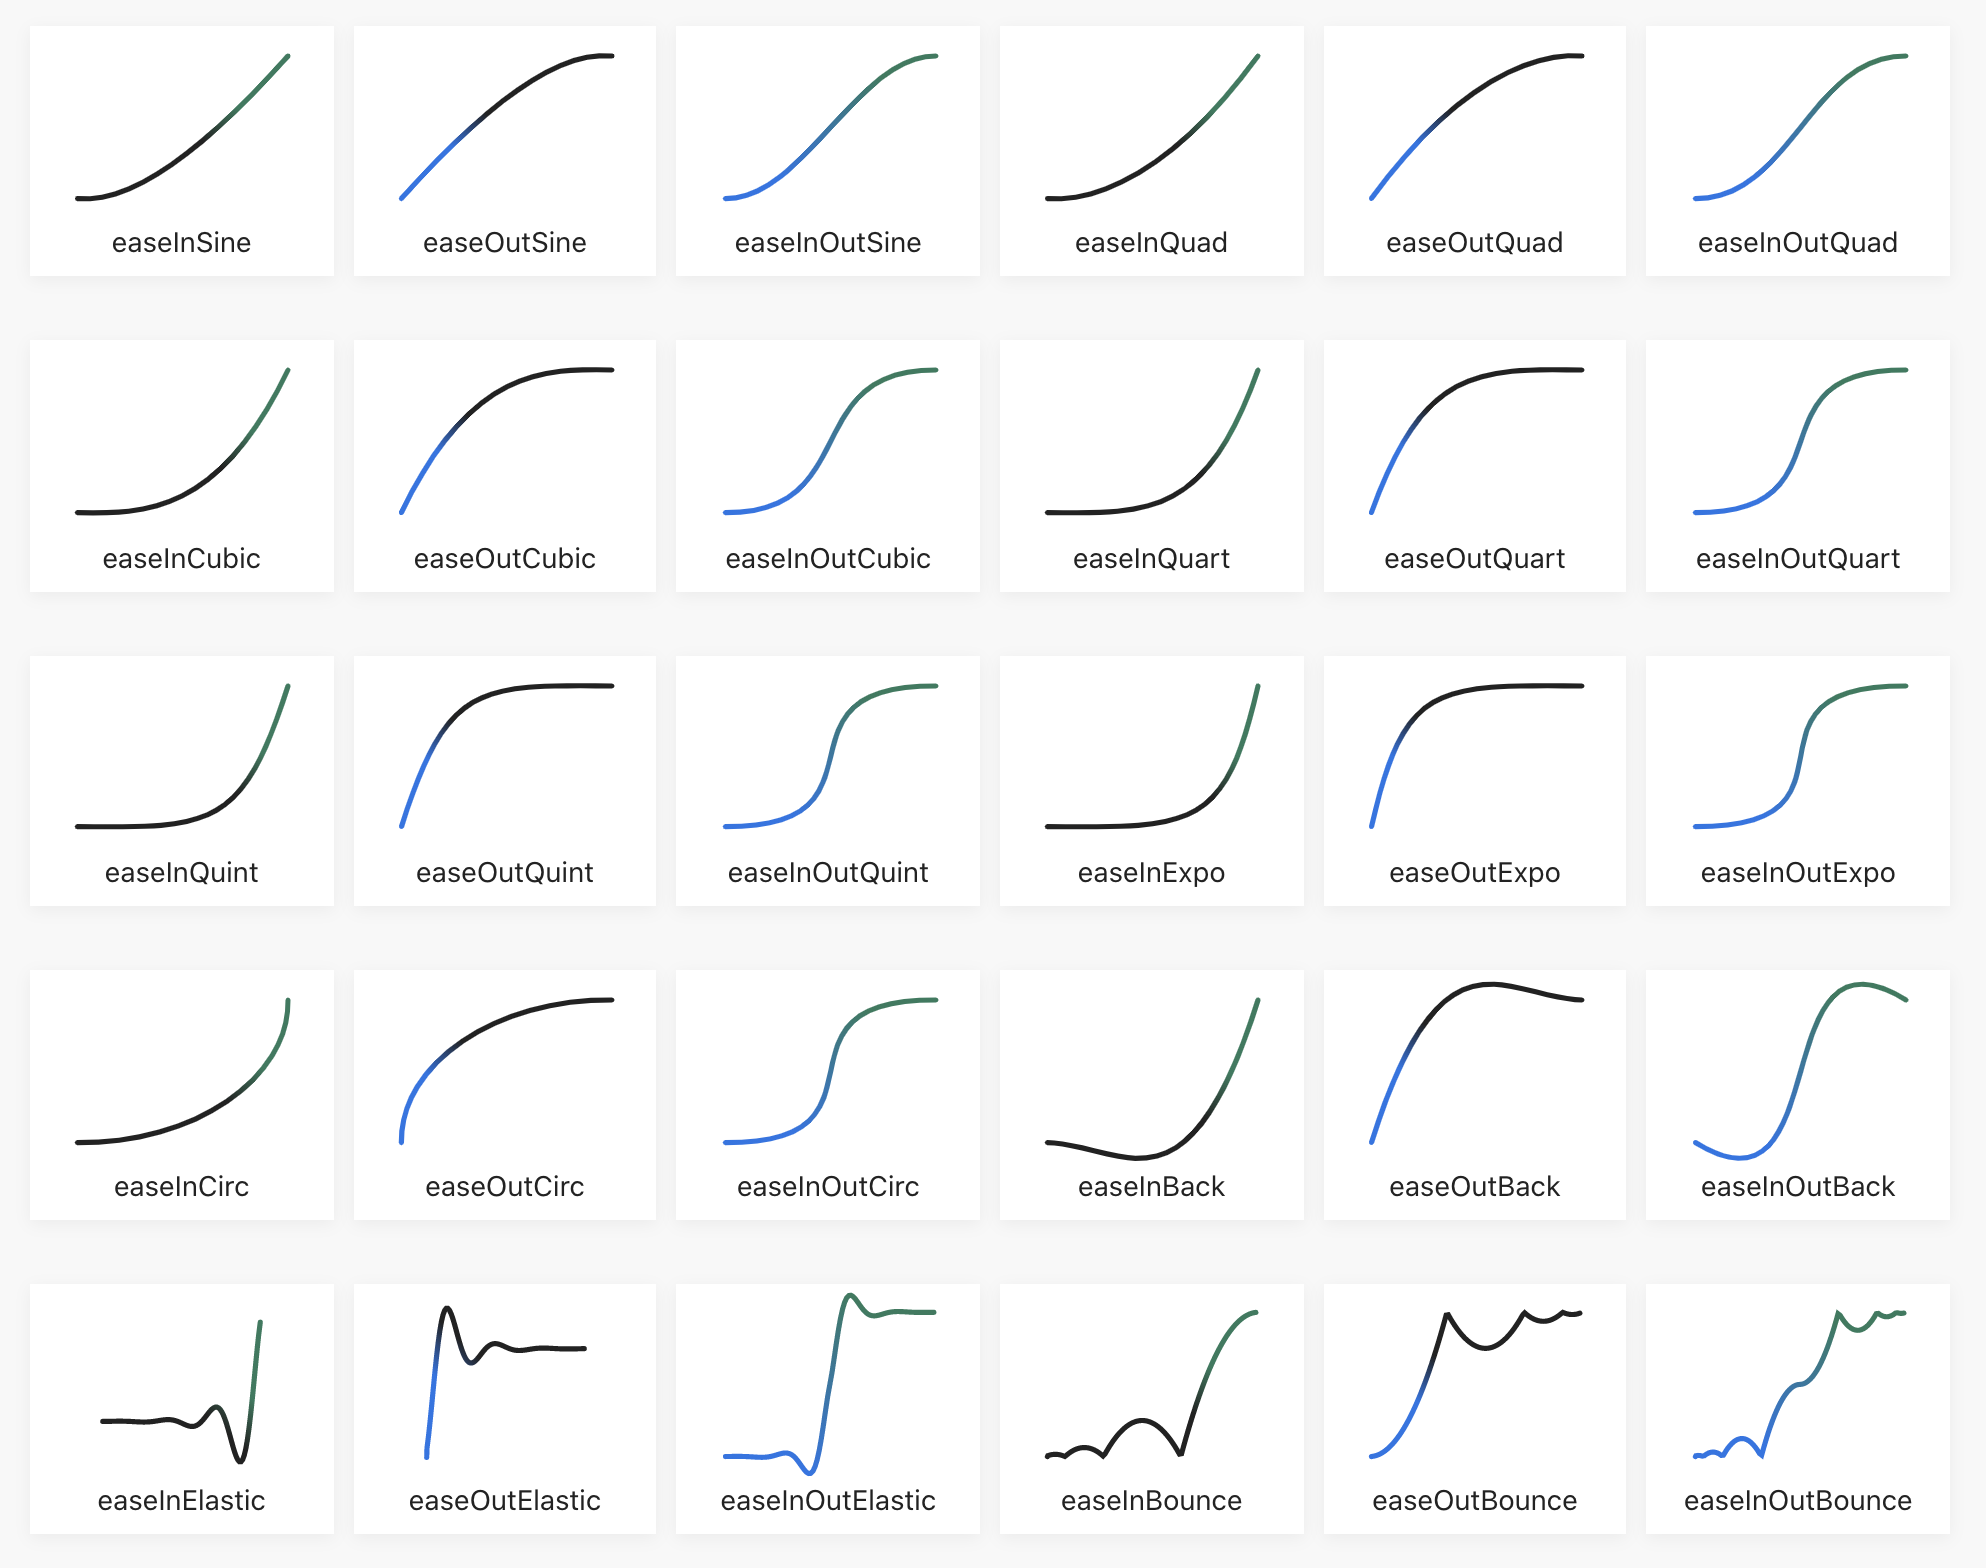 easeInSine
easeOutSine
easeInOutSine
easeInQuad
easeOutQuad
easeInOutQuad
easeInCubic
easeOutCubic
easeInOutCubic
easeInQuart
easeOutQuart
easeInOutQuart
easeInQuint
easeOutQuint
easeInOutQuint
easeInExpo
easeOutExpo
easeInOutExpo
easeInCirc
easeOutCirc
easeInOutCirc
easeInBack
easeOutBack
easeInOutBack
easeInElastic
easeOutElastic
easeInOutElastic
easeInBounce
easeOutBounce
easeInOutBounce